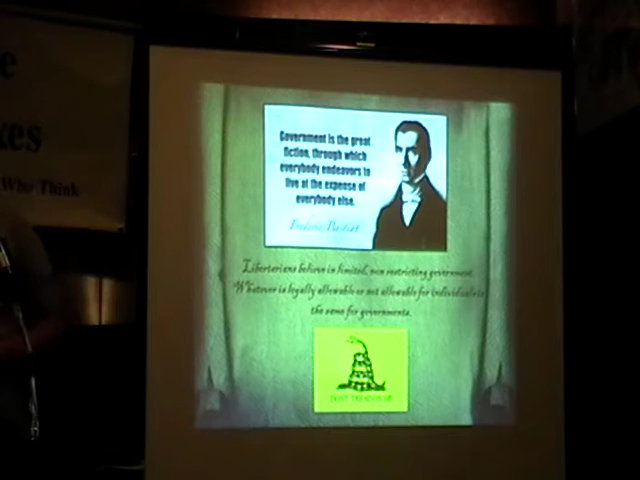 e
kes
Who Think
Government is the great
fiction, through which
everybody endeavors to
live at the expense of
everybody else.
Frederic Bastiat
Libertarians believe in limited, non restricting government.
Whatever is legally allowable or not allowable for individuals is
the same for governments.
DONT TREAD ON ME